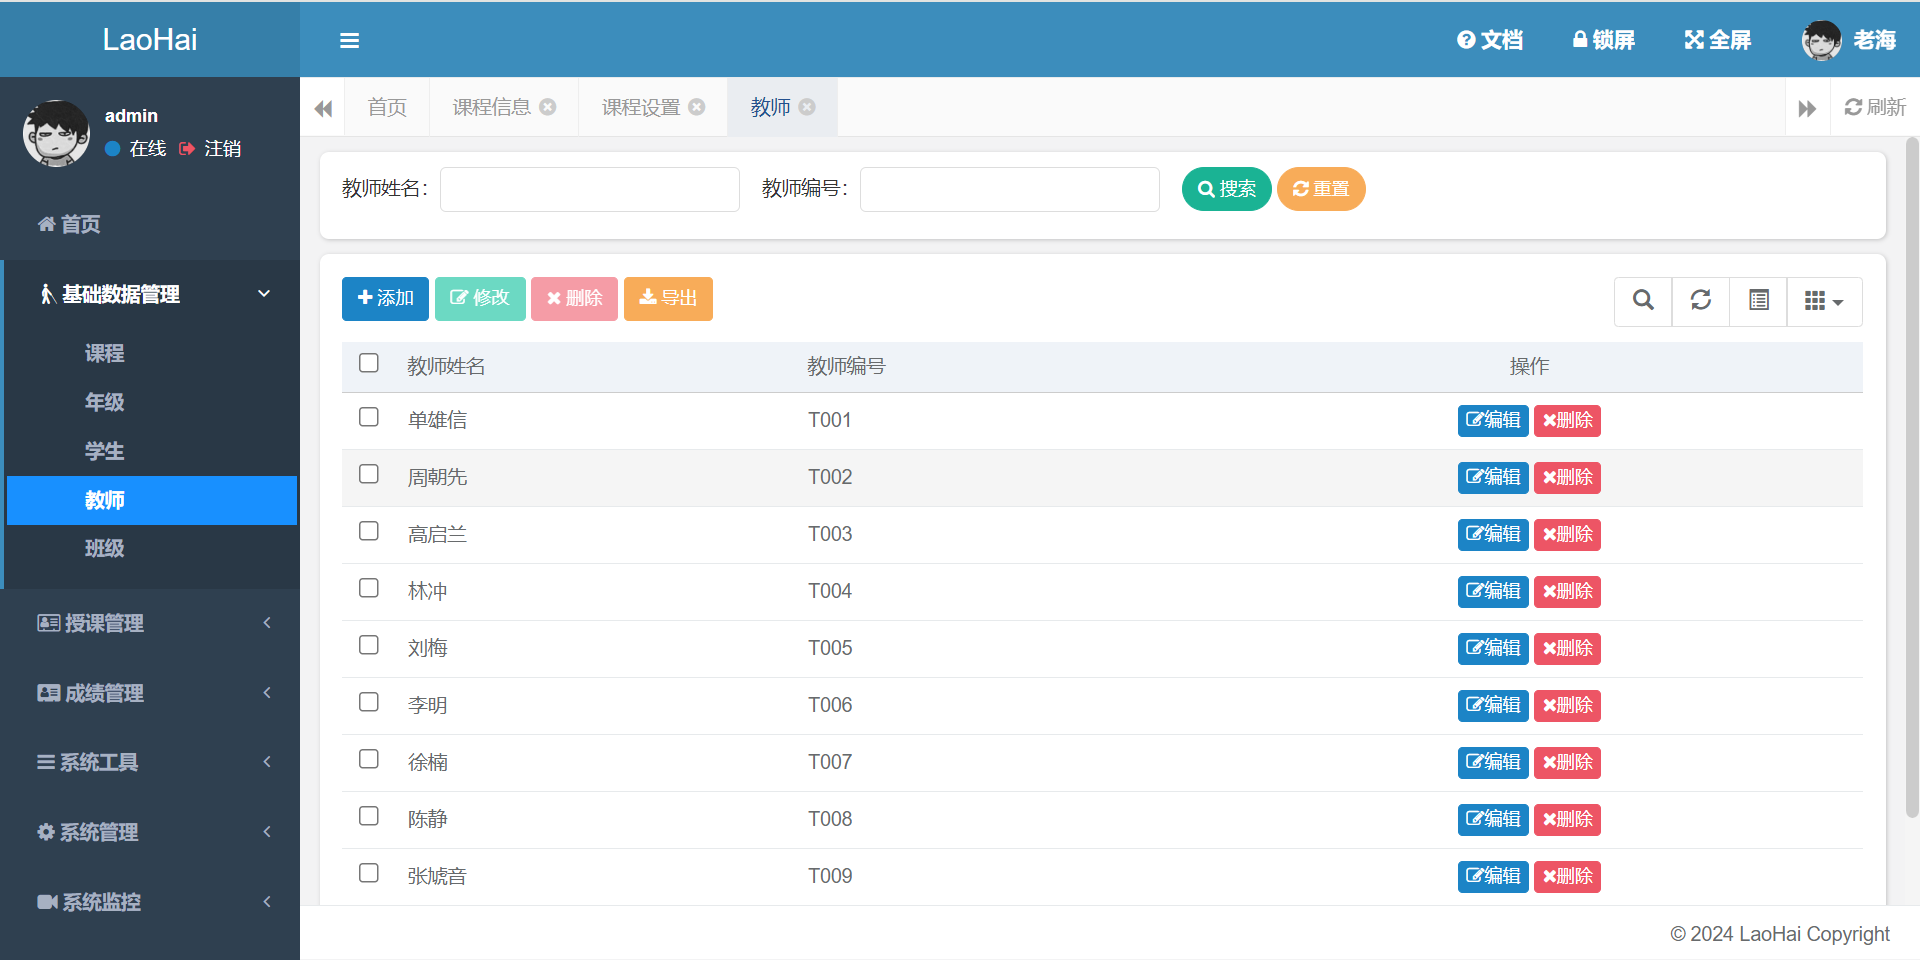 LaoHai
文档 锁屏 全屏 老海
admin
在线 注销
首页 课程信息 课程设置 教师 刷新
教师姓名: 教师编号: 搜索 重置
首页
基础数据管理
课程
年级
学生
教师
班级
授课管理
成绩管理
系统工具
系统管理
系统监控
添加 修改 删除 导出
教师姓名 教师编号 操作
单雄信 T001 编辑 删除
周朝先 T002 编辑 删除
高启兰 T003 编辑 删除
林冲 T004 编辑 删除
刘梅 T005 编辑 删除
李明 T006 编辑 删除
徐楠 T007 编辑 删除
陈静 T008 编辑 删除
张虓音 T009 编辑 删除
© 2024 LaoHai Copyright